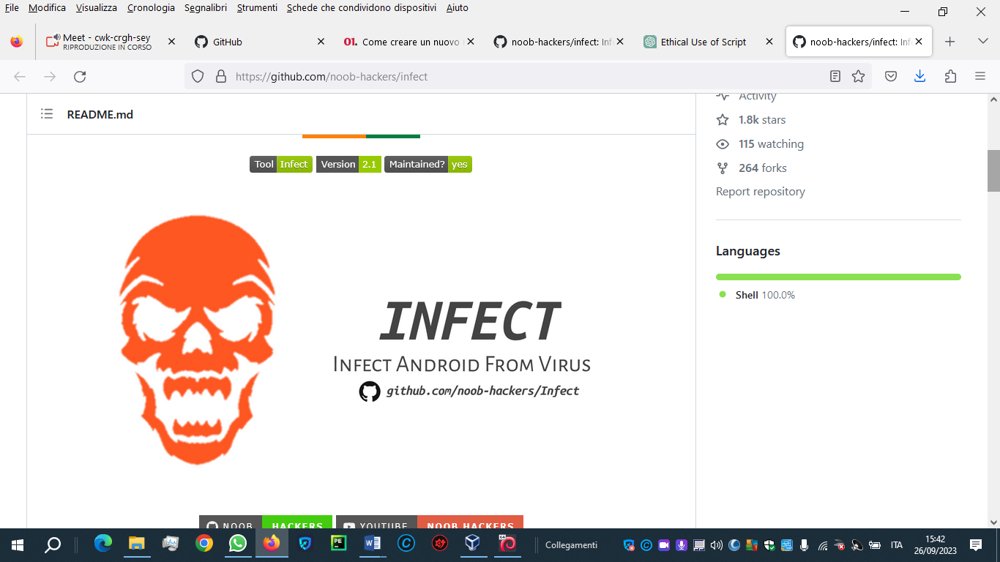 File Modifica Visualizza Cronologia Segnalibri Strumenti Schede che condividono dispositivi Aiuto
Meet - cwk-crgh-sey
RIPRODUZIONE IN CORSO
GitHub
01. Come creare un nuovo
noob-hackers/infect: Inf
Ethical Use of Script
noob-hackers/infect: Inf
https://github.com/noob-hackers/infect
README.md
Tool Infect Version 2.1 Maintained? yes
INFECT
INFECT ANDROID FROM VIRUS
github.com/noob-hackers/Infect
NOOB HACKERS YOUTUBE NOOB HACKERS
Activity
1.8k stars
115 watching
264 forks
Report repository
Languages
Shell 100.0%
Collegamenti
ITA
15:42
26/09/2023